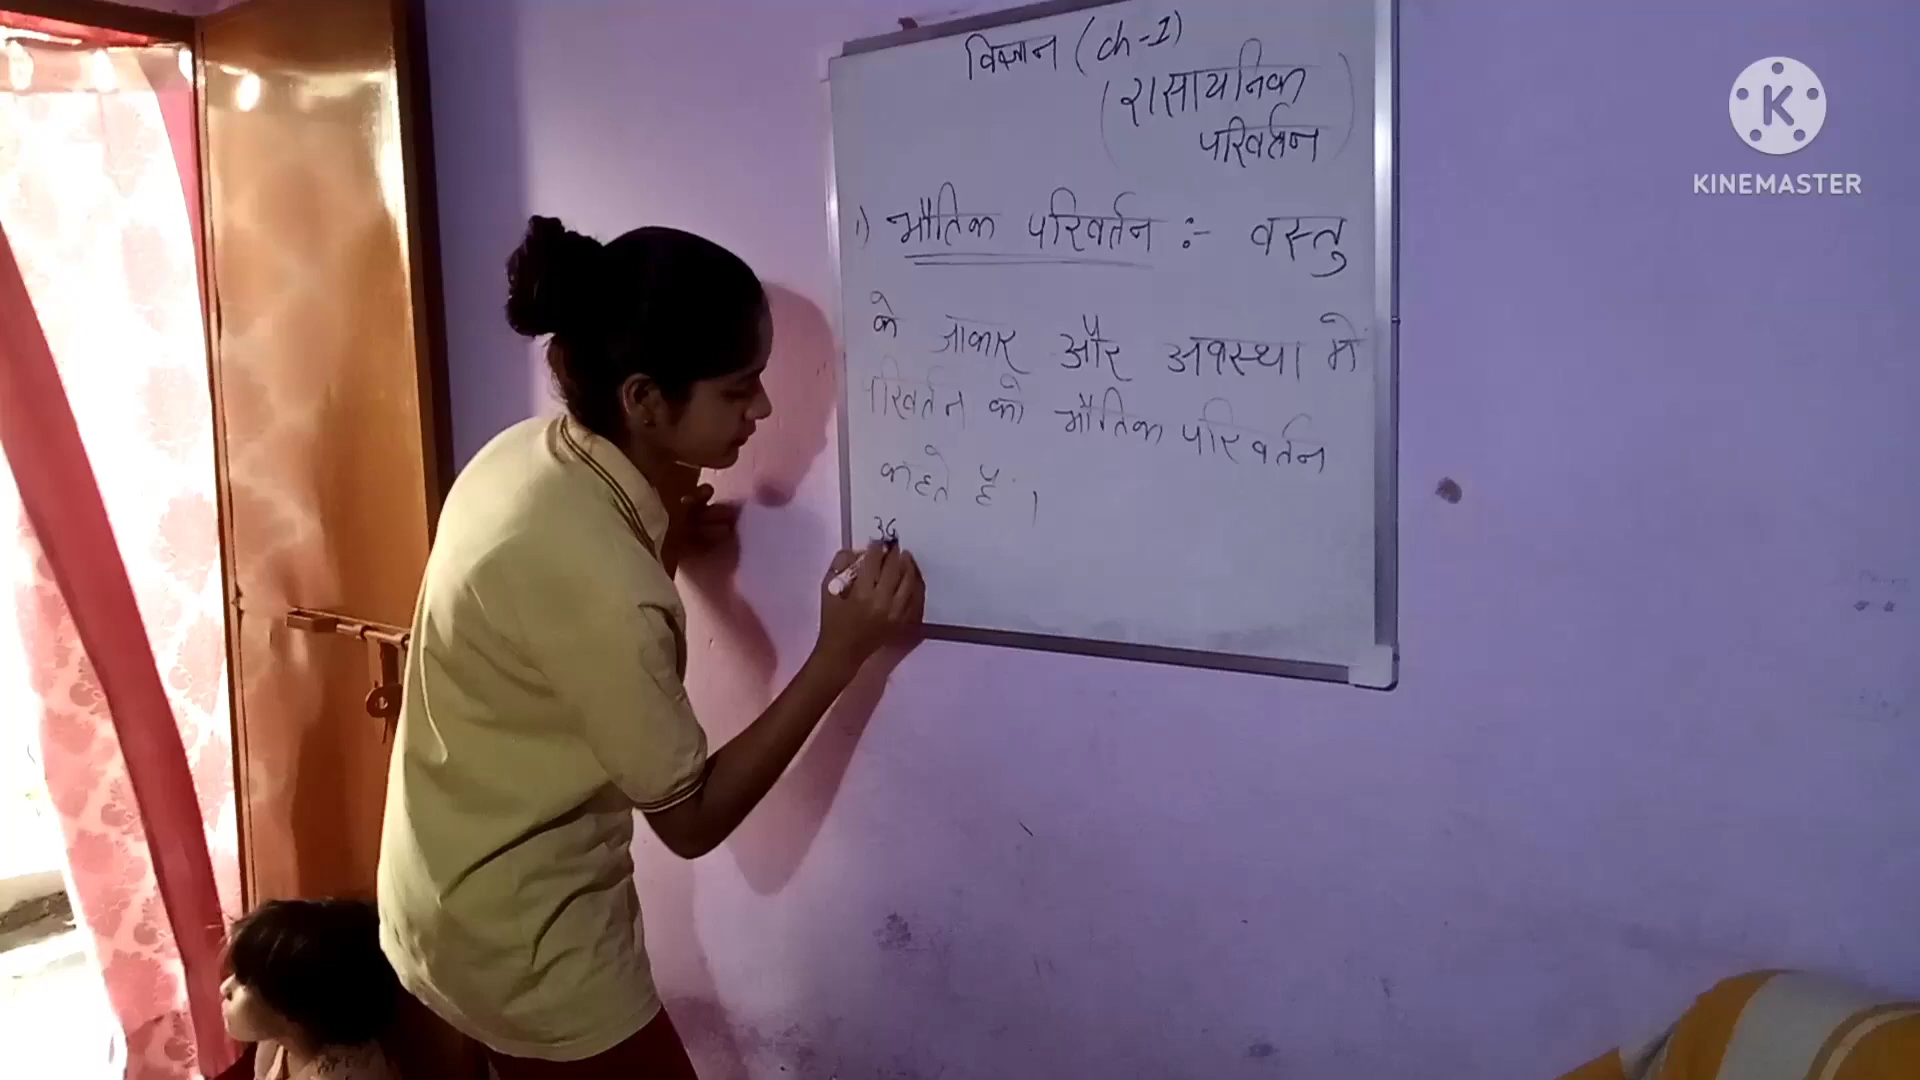 विज्ञान (ch-1)
(रासायनिक
परिवर्तन)
1) भौतिक परिवर्तन :- वस्तु
के आकार और अवस्था में
परिवर्तन को भौतिक परिवर्तन
कहते हैं ।
उद
K
KINEMASTER